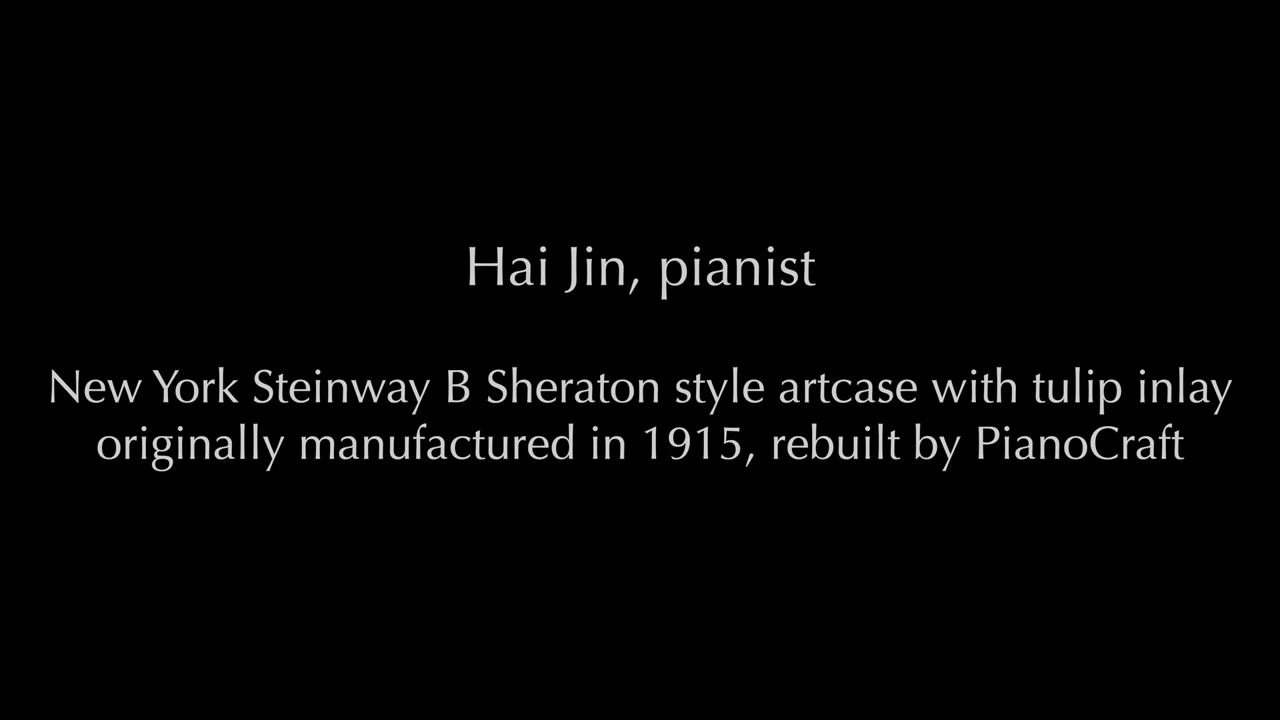 Hai Jin, pianist
New York Steinway B Sheraton style artcase with tulip inlay
originally manufactured in 1915, rebuilt by PianoCraft